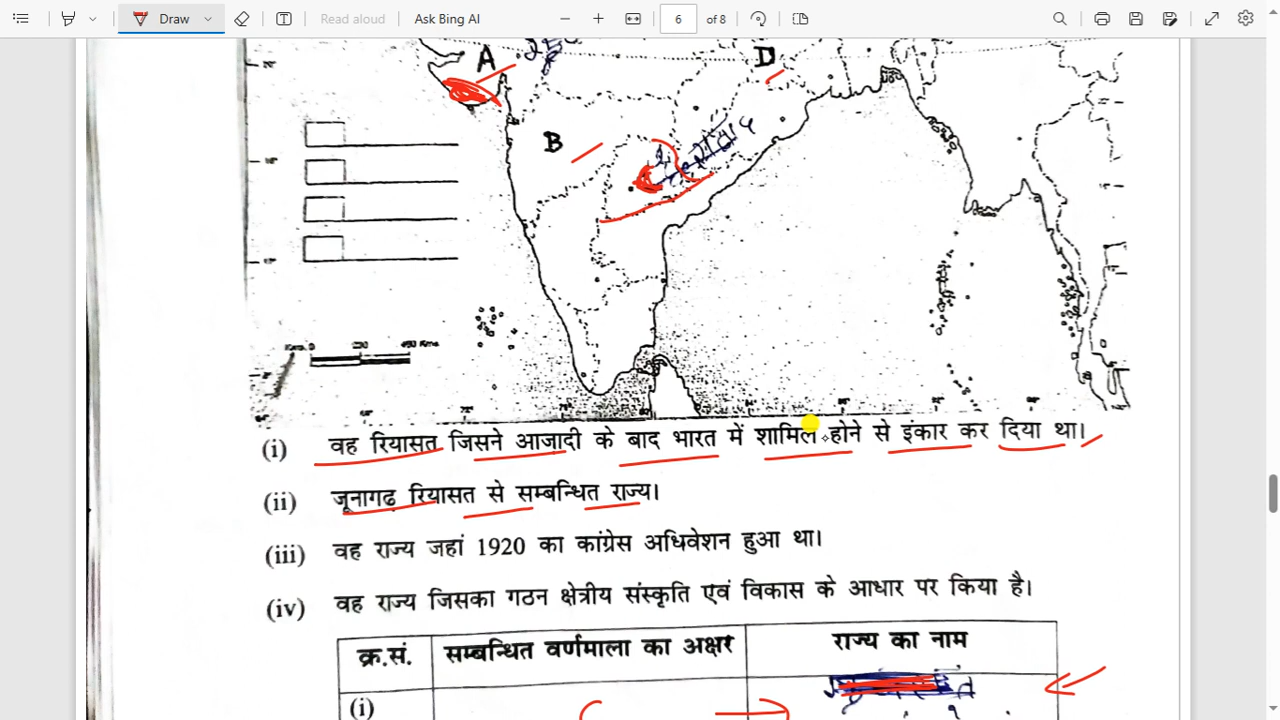 Draw
Read aloud
Ask Bing AI
6
of 8
A
D
B
(i) वह रियासत जिसने आजादी के बाद भारत में शामिल होने से इंकार कर दिया था।
(ii) जूनागढ़ रियासत से सम्बन्धित राज्य।
(iii) वह राज्य जहां 1920 का कांग्रेस अधिवेशन हुआ था।
(iv) वह राज्य जिसका गठन क्षेत्रीय संस्कृति एवं विकास के आधार पर किया है।
क्र.सं. सम्बन्धित वर्णमाला का अक्षर राज्य का नाम
(i)